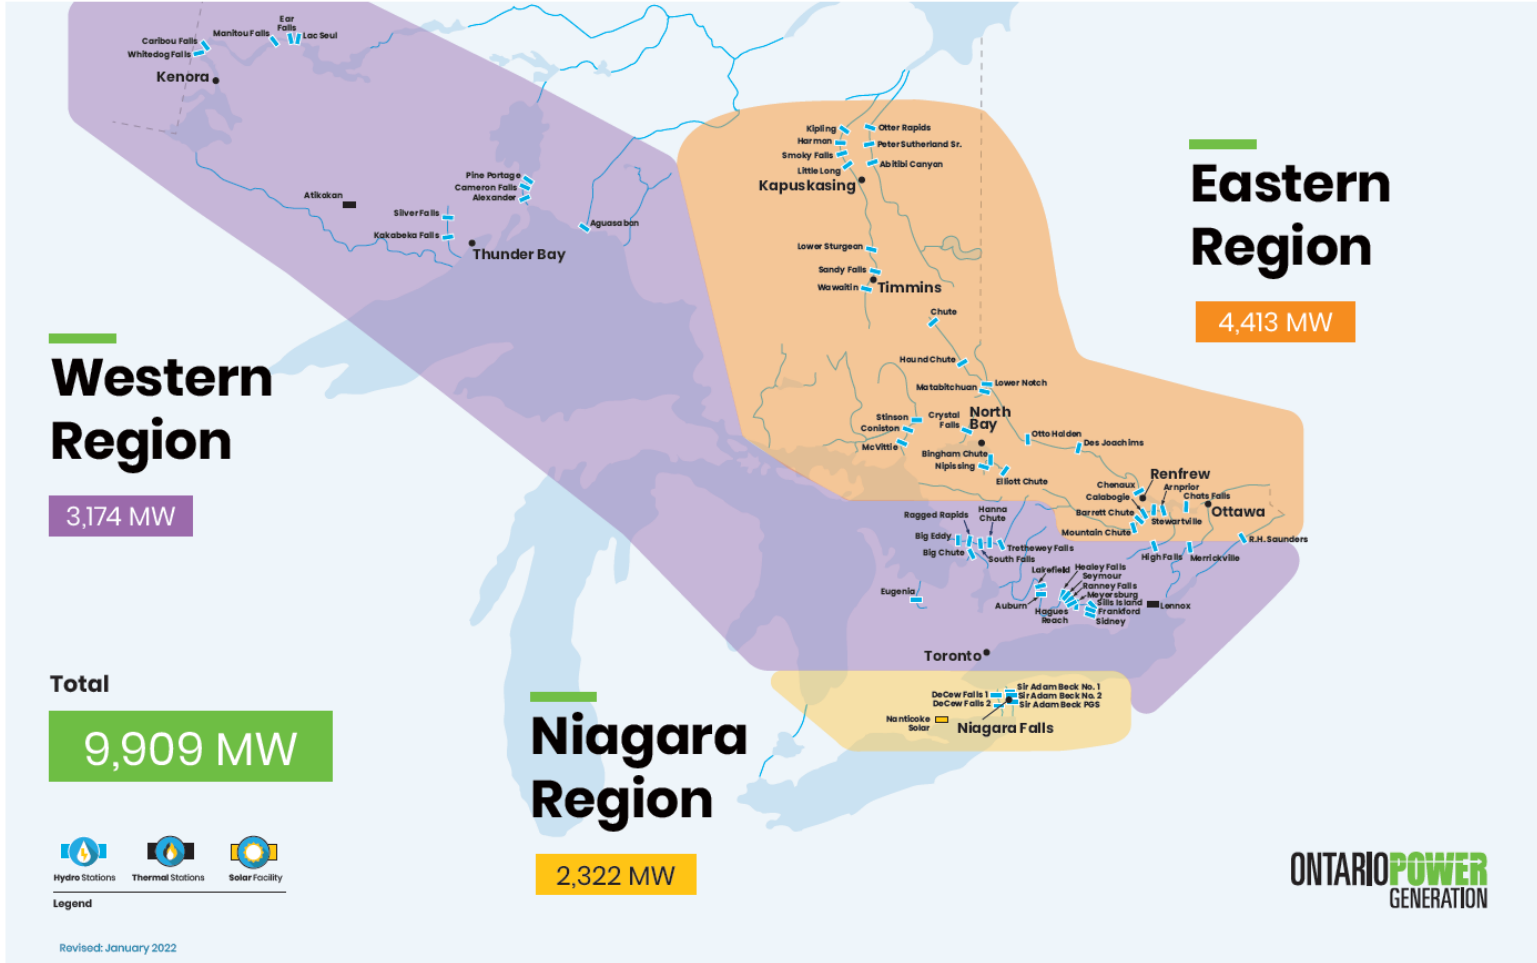 Ear
Falls
Manitou Falls
Lac Seul
Caribou Falls
Whitedog Falls
Kenora
Kipling
Otter Rapids
Harmon
Peter Sutherland Sr.
Smoky Falls
Abitibi Canyon
Little Long
Kapuskasing
Pine Portage
Cameron Falls
Alexander
Atikokan
Silver Falls
Aguasabon
Kakabeka Falls
Thunder Bay
Lower Sturgeon
Sandy Falls
Wawaitin
Timmins
Chute
Hound Chute
Lower Notch
Matabitchuan
Eastern
Region
4,413 MW
Western
Region
3,174 MW
Stinson
Coniston
McVittie
Crystal
Falls
North
Bay
Otto Holden
Des Joachims
Bingham Chute
Nipissing
Elliott Chute
Renfrew
Chenaux
Arnprior
Calabogie
Chats Falls
Barrett Chute
Ottawa
Stewartville
Mountain Chute
R.H. Saunders
High Falls
Merrickville
Ragged Rapids
Hanna
Chute
Big Eddy
Trethewey Falls
Big Chute
South Falls
Lakefield
Healey Falls
Seymour
Ranney Falls
Meyersburg
Eugenia
Auburn
Sills Island
Lennox
Hagues
Reach
Frankford
Sidney
Toronto
Sir Adam Beck No. 1
DeCew Falls 1
Sir Adam Beck No. 2
DeCew Falls 2
Sir Adam Beck PGS
Nanticoke
Solar
Niagara Falls
Niagara
Region
2,322 MW
Total
9,909 MW
Hydro Stations
Thermal Stations
Solar Facility
Legend
Revised: January 2022
ONTARIOPOWER
GENERATION